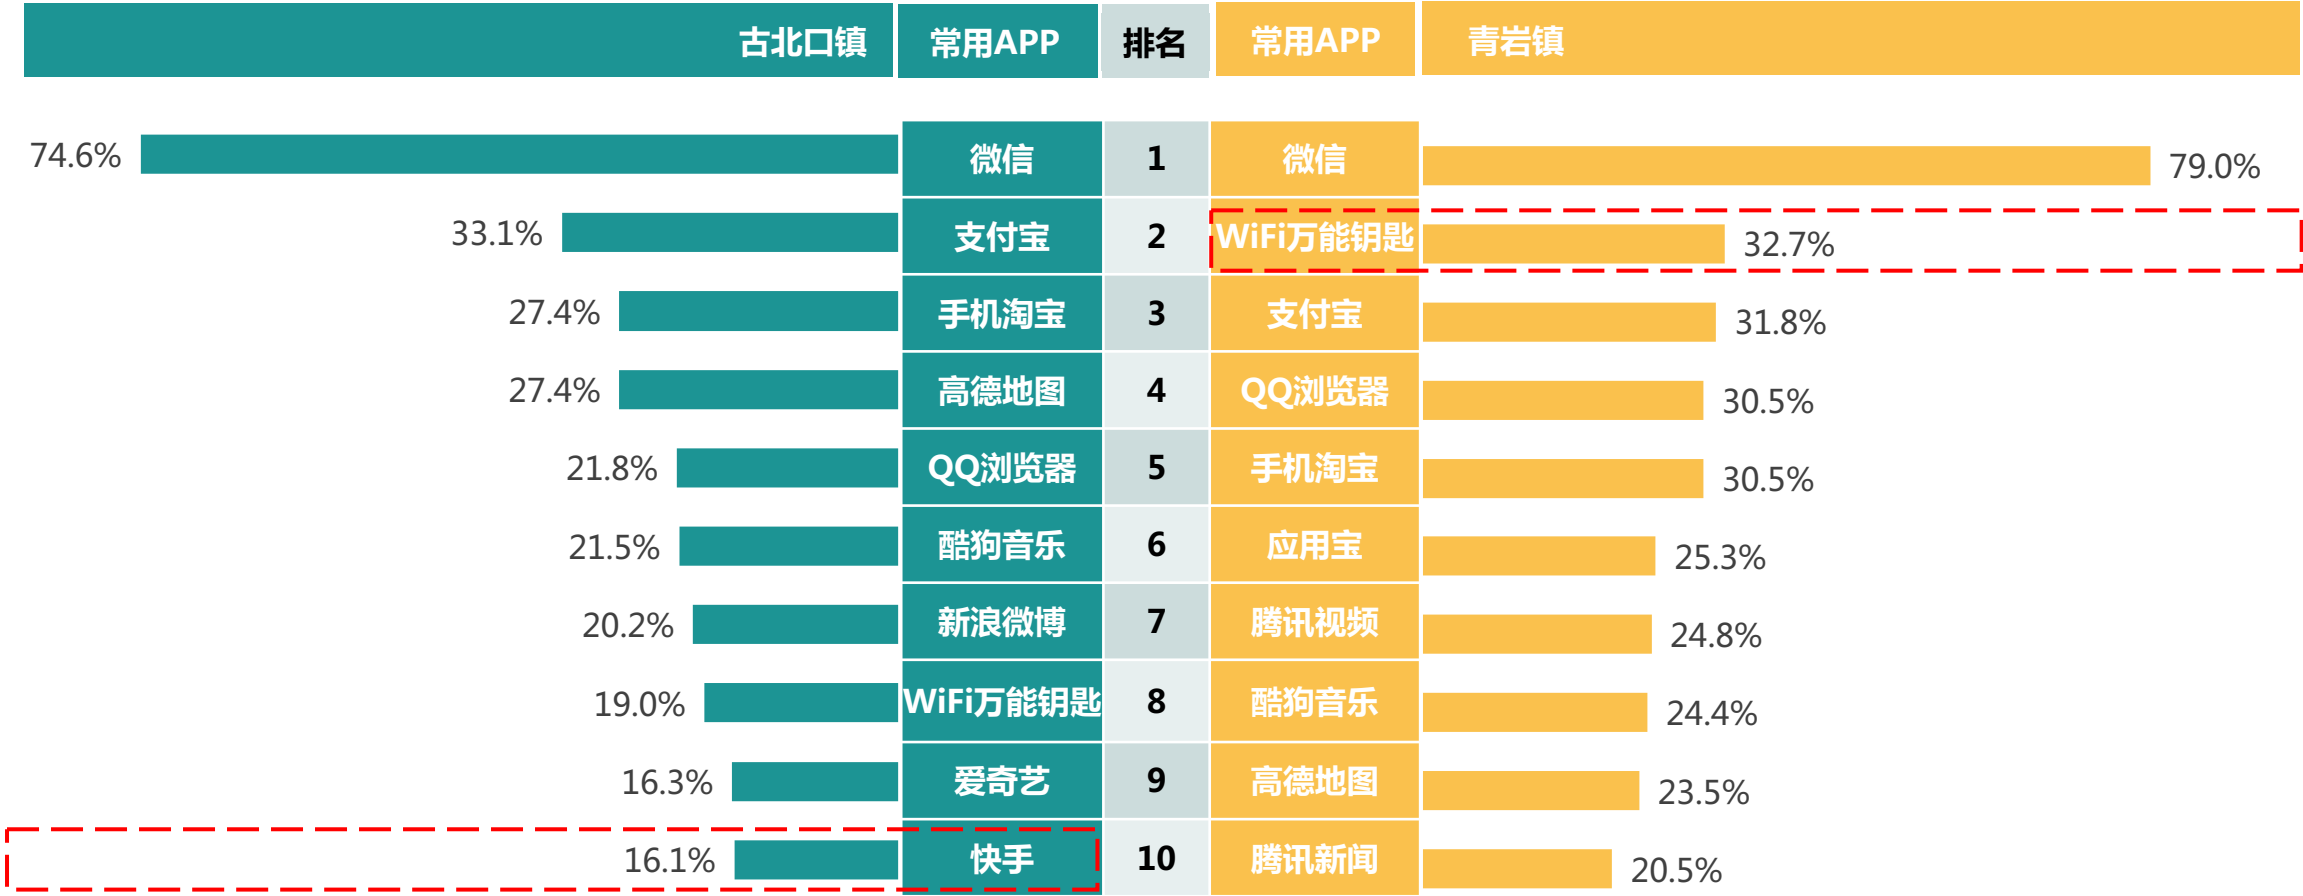 古北口镇 常用APP 排名 常用APP 青岩镇
74.6% 微信 1 微信 79.0%
33.1% 支付宝 2 WiFi万能钥匙 32.7%
27.4% 手机淘宝 3 支付宝 31.8%
27.4% 高德地图 4 QQ浏览器 30.5%
21.8% QQ浏览器 5 手机淘宝 30.5%
21.5% 酷狗音乐 6 应用宝 25.3%
20.2% 新浪微博 7 腾讯视频 24.8%
19.0% WiFi万能钥匙 8 酷狗音乐 24.4%
16.3% 爱奇艺 9 高德地图 23.5%
16.1% 快手 10 腾讯新闻 20.5%